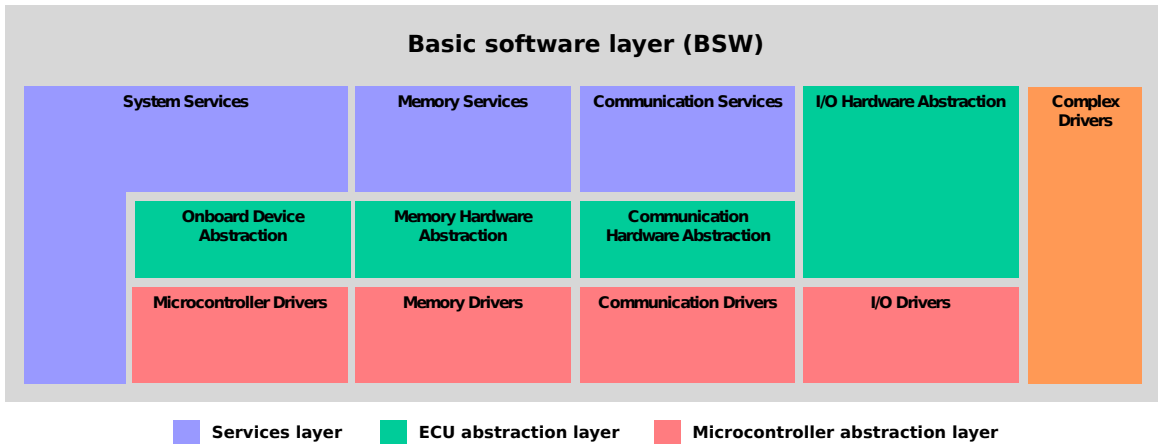 Basic software layer (BSW)
System Services
Memory Services
Communication Services
I/O Hardware Abstraction
Complex
Drivers
Onboard Device
Abstraction
Memory Hardware
Abstraction
Communication
Hardware Abstraction
Microcontroller Drivers
Memory Drivers
Communication Drivers
I/O Drivers
Services layer
ECU abstraction layer
Microcontroller abstraction layer